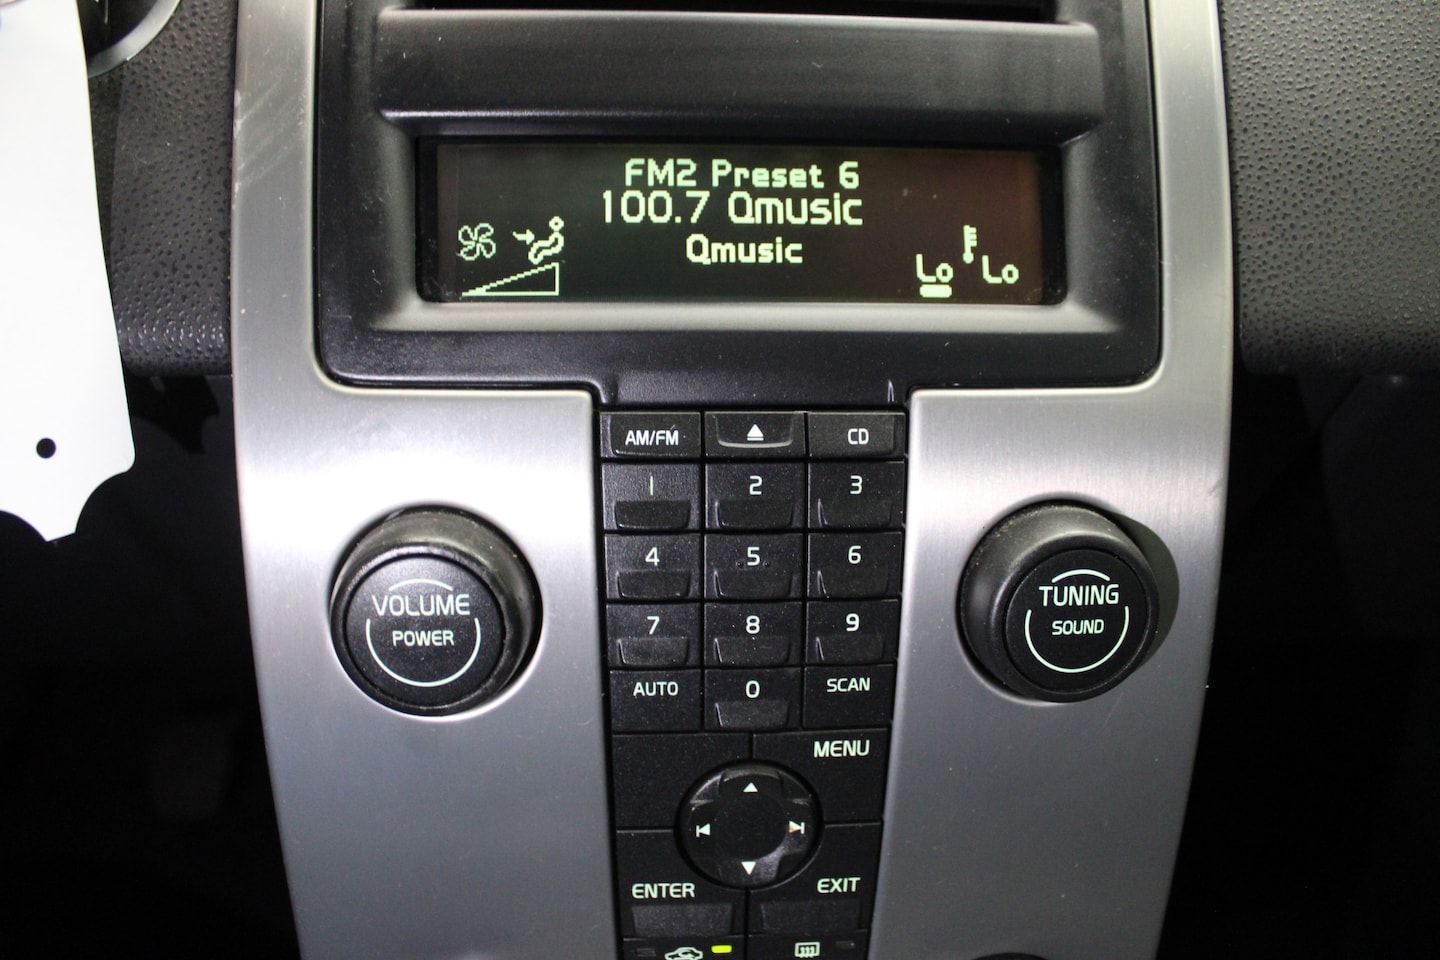 FM2 Preset 6
100.7 Qmusic
Qmusic
Lo Lo
AM/FM CD
1 2 3
4 5 6
7 8 9
AUTO 0 SCAN
VOLUME
POWER
TUNING
SOUND
MENU
ENTER EXIT